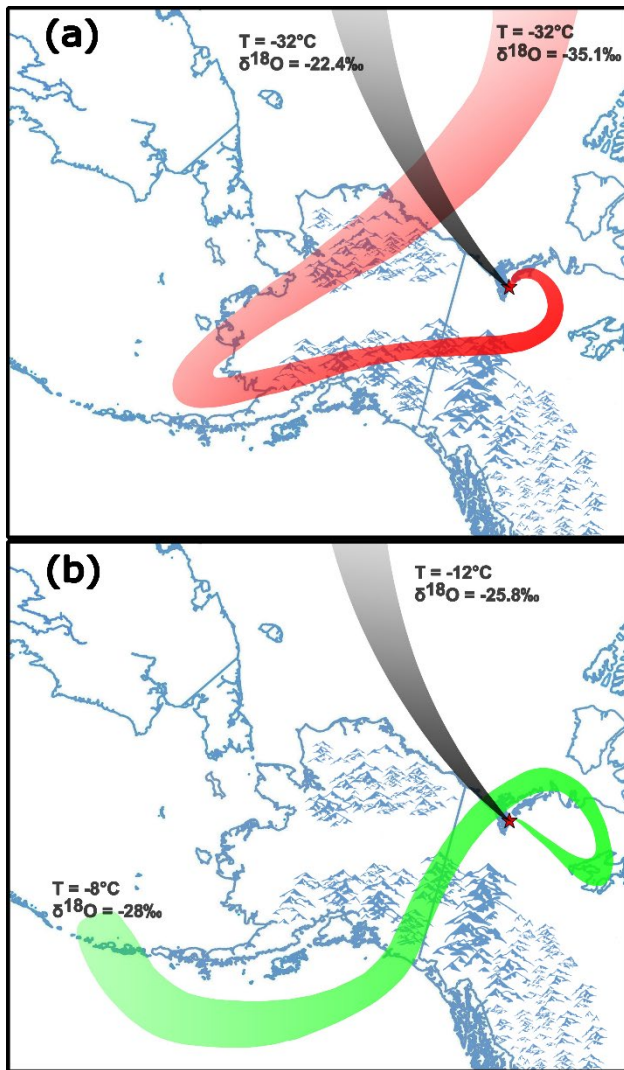 (a)
T = -32°C
δ18O = -22.4‰
T = -32°C
δ18O = -35.1‰
(b)
T = -12°C
δ18O = -25.8‰
T = -8°C
δ18O = -28‰